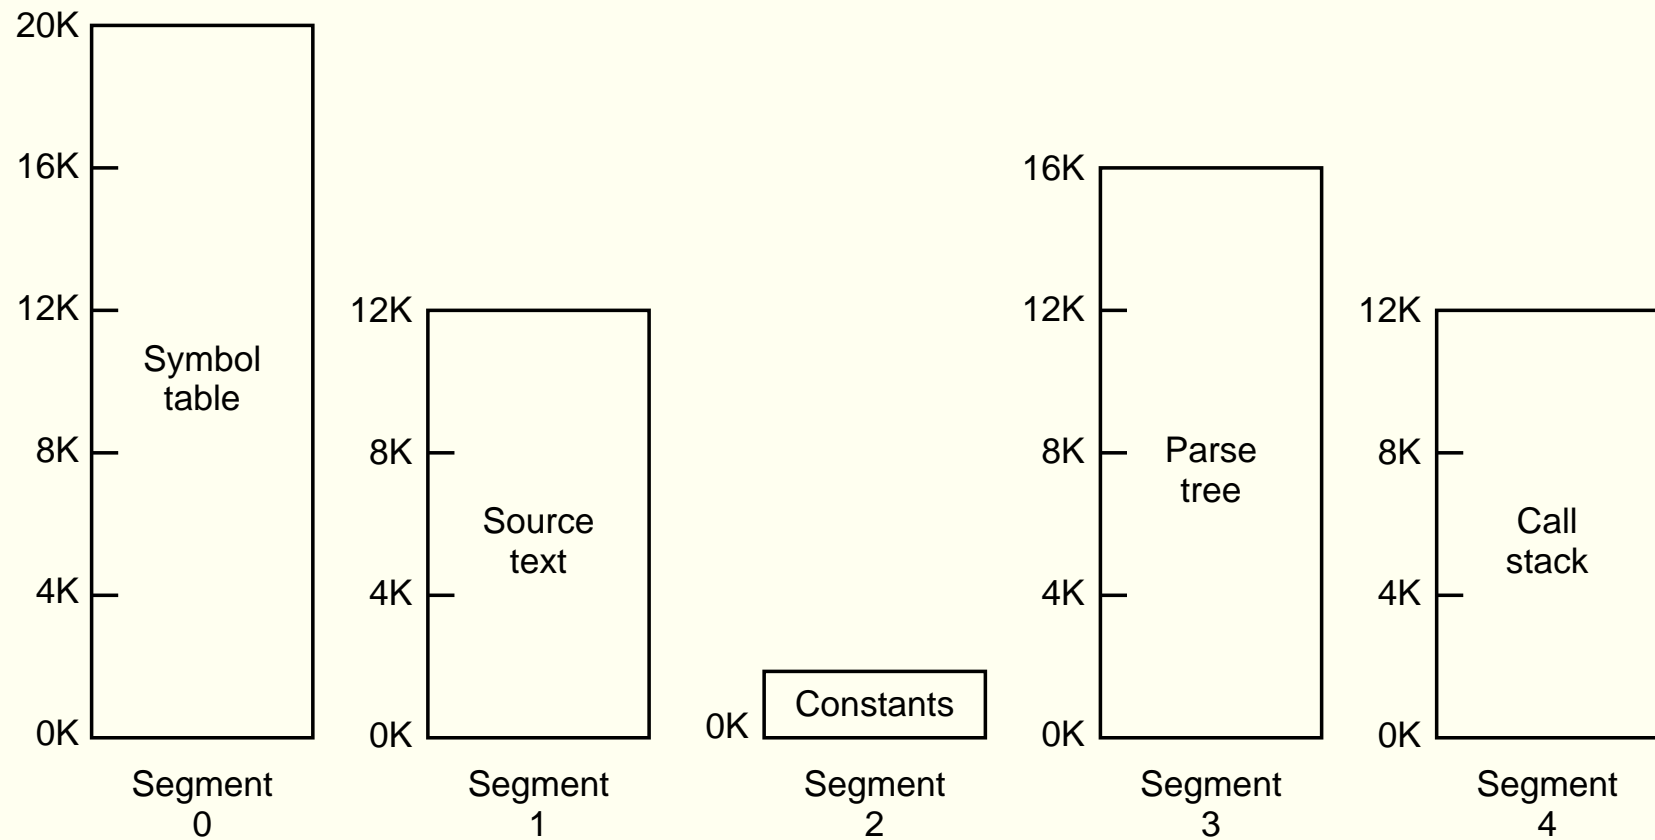 20K
16K
12K
8K
4K
0K
Symbol
table
Segment
0
12K
8K
4K
0K
Source
text
Segment
1
0K
Constants
Segment
2
16K
12K
8K
4K
0K
Parse
tree
Segment
3
12K
8K
4K
0K
Call
stack
Segment
4